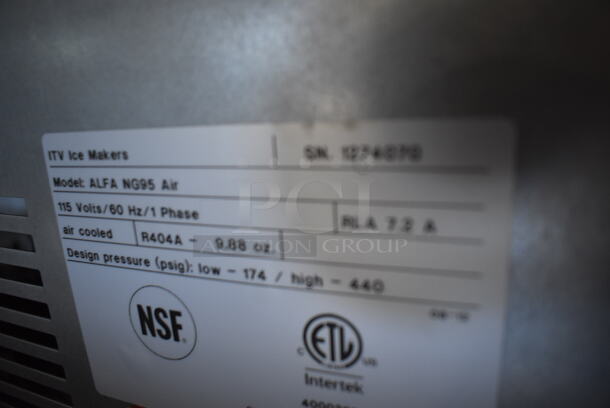 ITV Ice Makers SN. 1274070
Model: ALFA NG95 Air
115 Volts/60 Hz/1 Phase RLA 7.2 A
air cooled R404A - 9.88 oz.
Design pressure (psig): low - 174 / high - 440
PCI
AUCTION GROUP
NSF
ETL
C US
Intertek